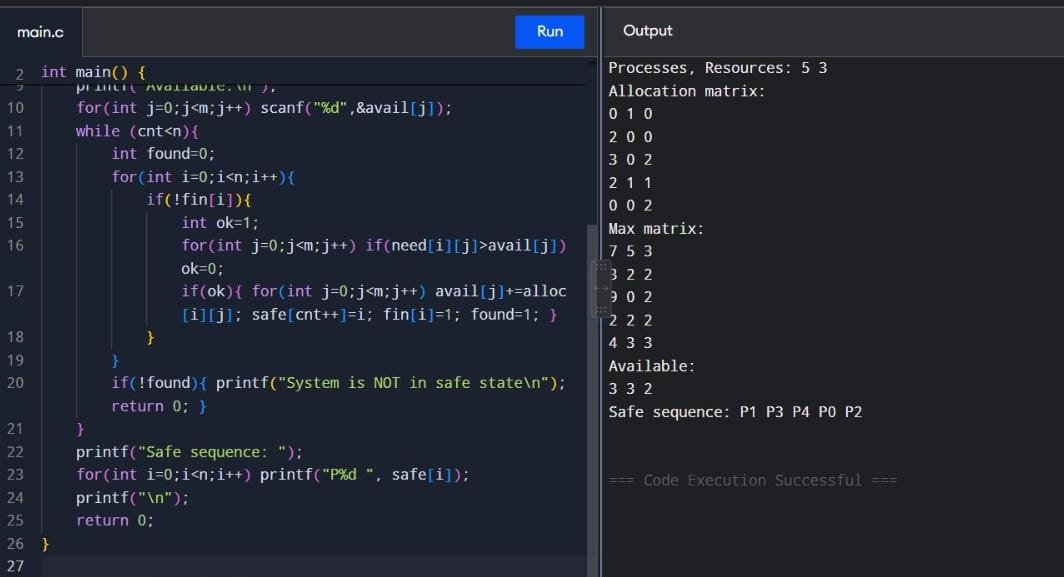 main.c
Run
Output
2 int main() {
9 printf("Available:\n");
10 for(int j=0;j<m;j++) scanf("%d",&avail[j]);
11 while (cnt<n){
12 int found=0;
13 for(int i=0;i<n;i++){
14 if(!fin[i]){
15 int ok=1;
16 for(int j=0;j<m;j++) if(need[i][j]>avail[j])
ok=0;
17 if(ok){ for(int j=0;j<m;j++) avail[j]+=alloc
[i][j]; safe[cnt++]=i; fin[i]=1; found=1; }
18 }
19 }
20 if(!found){ printf("System is NOT in safe state\n");
return 0; }
21 }
22 printf("Safe sequence: ");
23 for(int i=0;i<n;i++) printf("P%d ", safe[i]);
24 printf("\n");
25 return 0;
26 }
27
Processes, Resources: 5 3
Allocation matrix:
0 1 0
2 0 0
3 0 2
2 1 1
0 0 2
Max matrix:
7 5 3
3 2 2
9 0 2
2 2 2
4 3 3
Available:
3 3 2
Safe sequence: P1 P3 P4 P0 P2
=== Code Execution Successful ===